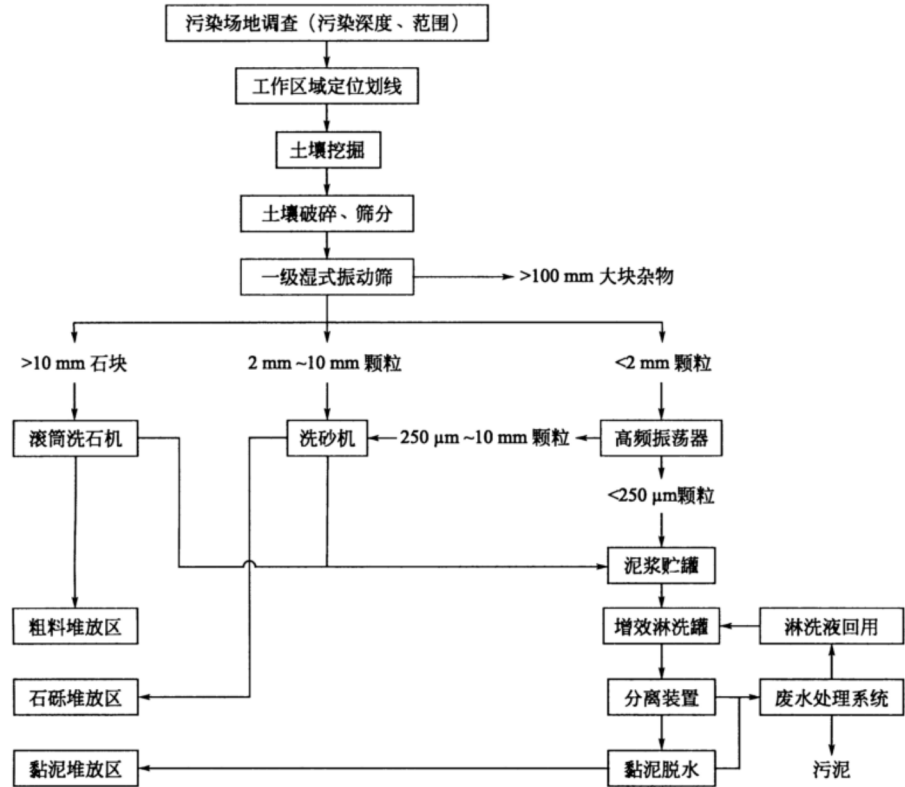 污染场地调查（污染深度、范围）
工作区域定位划线
土壤挖掘
土壤破碎、筛分
一级湿式振动筛
>100 mm 大块杂物
>10 mm 石块
2 mm ~10 mm 颗粒
<2 mm 颗粒
滚筒洗石机
洗砂机
250 μm ~10 mm 颗粒
高频振荡器
<250 μm颗粒
泥浆贮罐
粗料堆放区
增效淋洗罐
淋洗液回用
石砾堆放区
分离装置
废水处理系统
黏泥堆放区
黏泥脱水
污泥